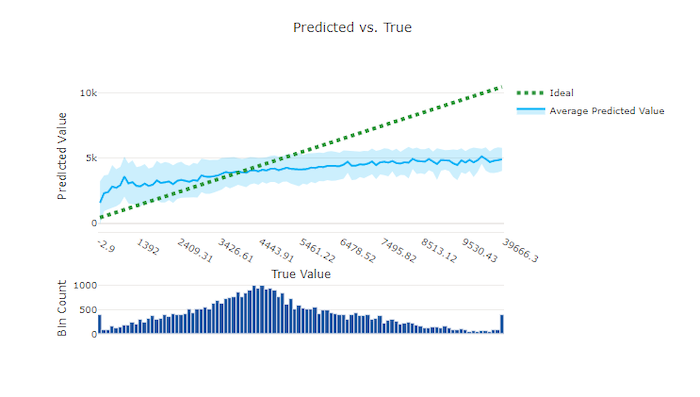 Predicted vs. True
10k
5k
0
Predicted Value
Ideal
Average Predicted Value
-2.9
1392
2409.31
3426.61
4443.91
5461.22
6478.52
7495.82
8513.12
9530.43
39666.3
True Value
1000
500
0
Bin Count